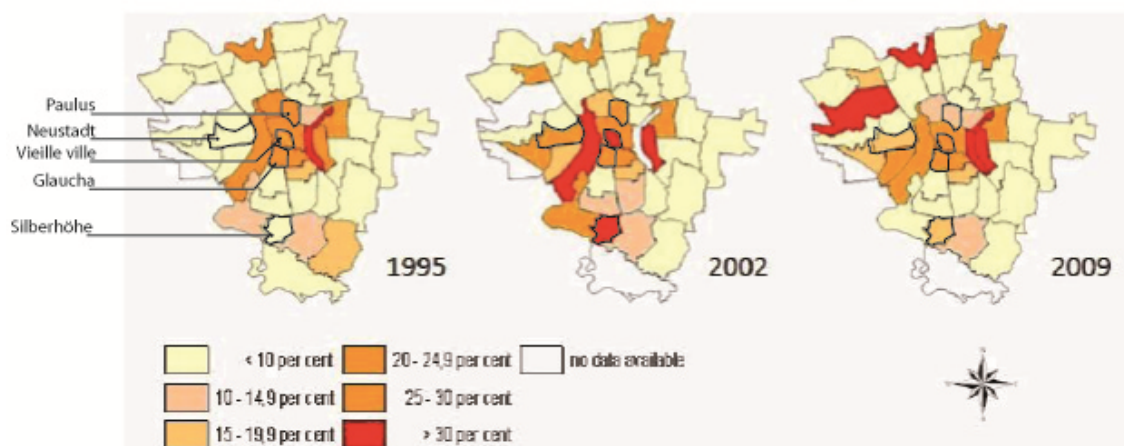 Paulus
Neustadt
Vieille ville
Glaucha
Silberhöhe
1995
2002
2009
< 10 per cent
20 - 24,9 per cent
no data available
10 - 14,9 per cent
25 - 30 per cent
15 - 19,9 per cent
> 30 per cent